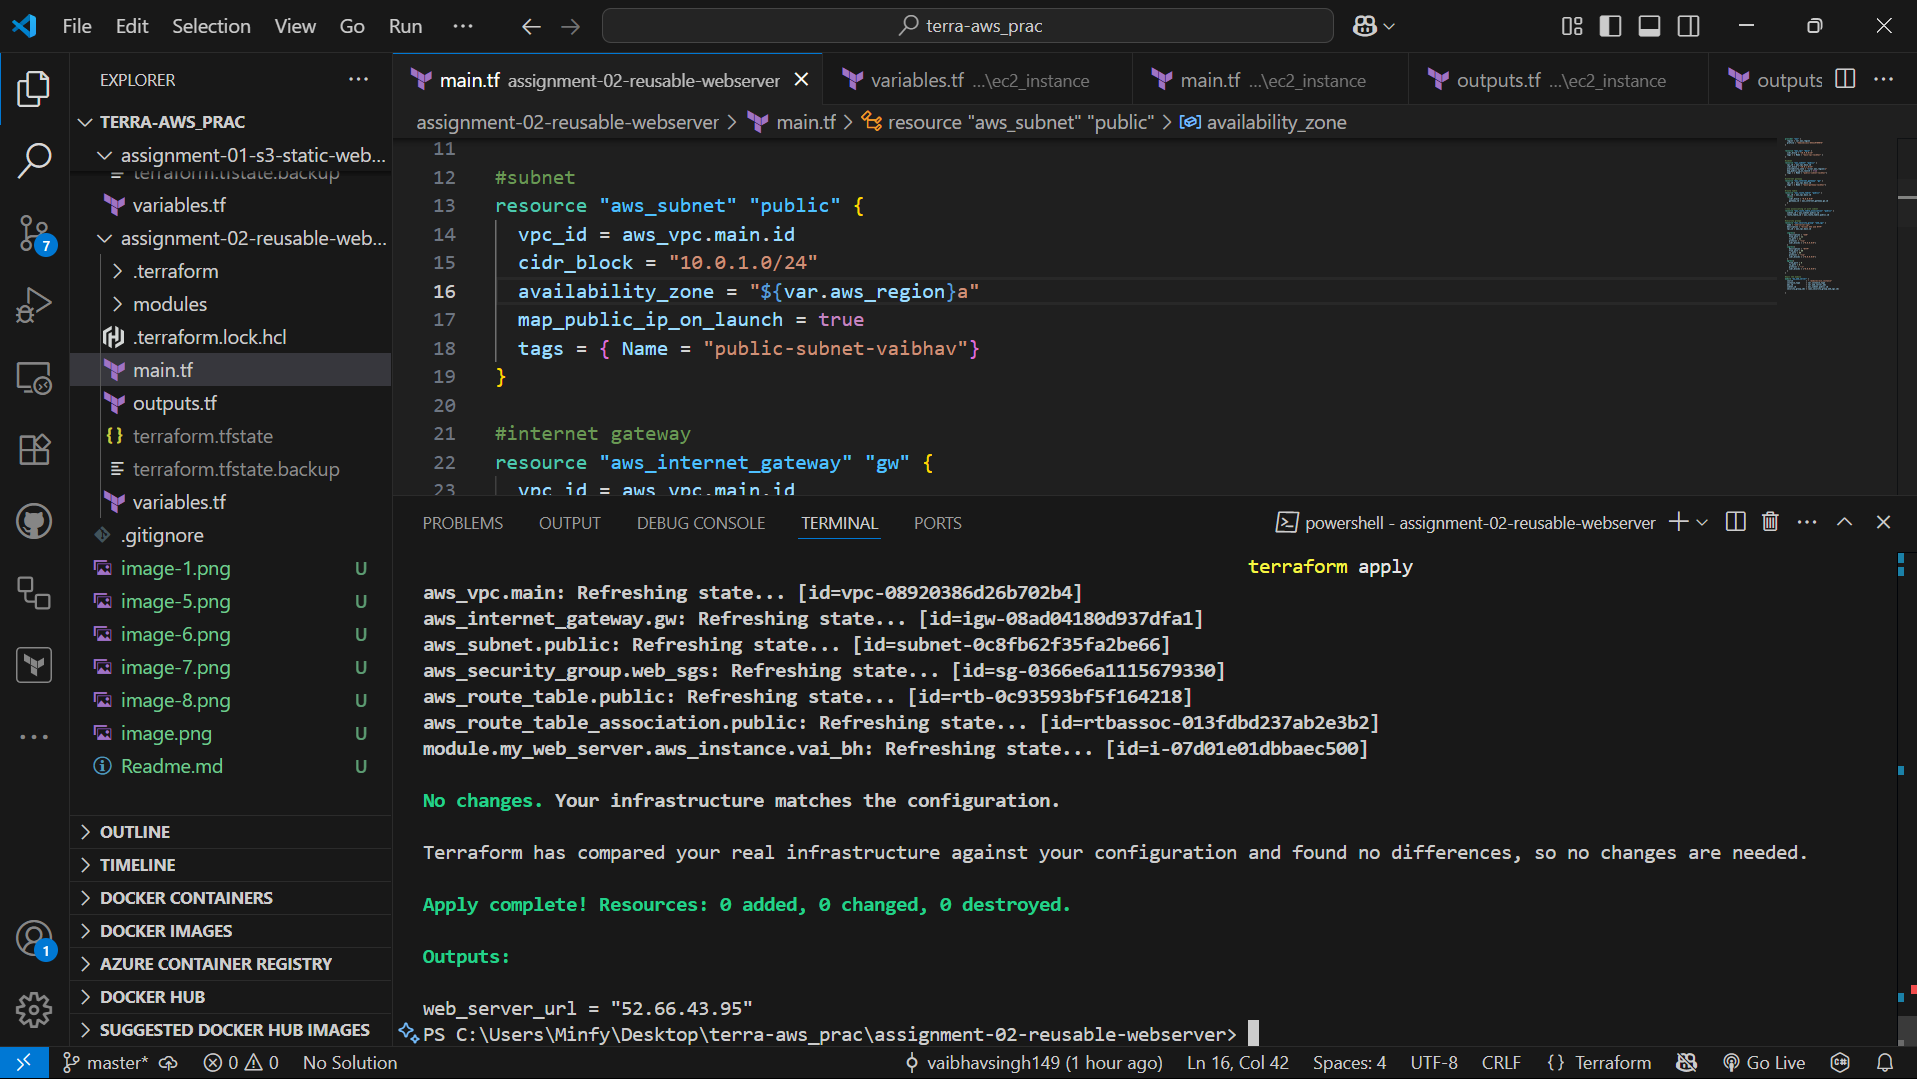 File Edit Selection View Go Run ··· terra-aws_prac
EXPLORER
TERRA-AWS_PRAC
assignment-01-s3-static-web...
terraform.tfstate.backup
variables.tf
assignment-02-reusable-web...
.terraform
modules
.terraform.lock.hcl
main.tf
outputs.tf
terraform.tfstate
terraform.tfstate.backup
variables.tf
.gitignore
image-1.png U
image-5.png U
image-6.png U
image-7.png U
image-8.png U
image.png U
Readme.md U
OUTLINE
TIMELINE
DOCKER CONTAINERS
DOCKER IMAGES
AZURE CONTAINER REGISTRY
DOCKER HUB
SUGGESTED DOCKER HUB IMAGES
7
1
main.tf assignment-02-reusable-webserver variables.tf ...\ec2_instance main.tf ...\ec2_instance outputs.tf ...\ec2_instance outputs
assignment-02-reusable-webserver > main.tf > resource "aws_subnet" "public" > availability_zone
11
12 #subnet
13 resource "aws_subnet" "public" {
14 vpc_id = aws_vpc.main.id
15 cidr_block = "10.0.1.0/24"
16 availability_zone = "${var.aws_region}a"
17 map_public_ip_on_launch = true
18 tags = { Name = "public-subnet-vaibhav"}
19 }
20
21 #internet gateway
22 resource "aws_internet_gateway" "gw" {
23 vpc_id = aws_vpc.main.id
PROBLEMS OUTPUT DEBUG CONSOLE TERMINAL PORTS powershell - assignment-02-reusable-webserver
terraform apply
aws_vpc.main: Refreshing state... [id=vpc-08920386d26b702b4]
aws_internet_gateway.gw: Refreshing state... [id=igw-08ad04180d937dfa1]
aws_subnet.public: Refreshing state... [id=subnet-0c8fb62f35fa2be66]
aws_security_group.web_sgs: Refreshing state... [id=sg-0366e6a1115679330]
aws_route_table.public: Refreshing state... [id=rtb-0c93593bf5f164218]
aws_route_table_association.public: Refreshing state... [id=rtbassoc-013fdbd237ab2e3b2]
module.my_web_server.aws_instance.vai_bh: Refreshing state... [id=i-07d01e01dbbaec500]
No changes. Your infrastructure matches the configuration.
Terraform has compared your real infrastructure against your configuration and found no differences, so no changes are needed.
Apply complete! Resources: 0 added, 0 changed, 0 destroyed.
Outputs:
web_server_url = "52.66.43.95"
PS C:\Users\Minfy\Desktop\terra-aws_prac\assignment-02-reusable-webserver>
master* 0 0 No Solution vaibhavsingh149 (1 hour ago) Ln 16, Col 42 Spaces: 4 UTF-8 CRLF {} Terraform Go Live